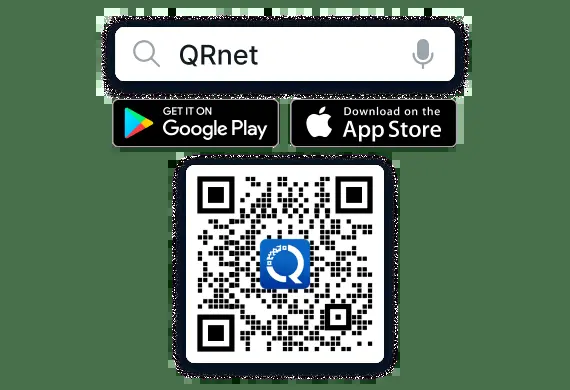 QRnet
GET IT ON
Google Play
Download on the
App Store